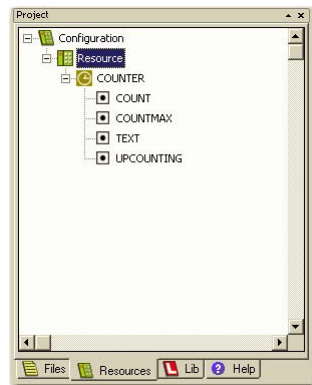 Project
Configuration
Resource
COUNTER
COUNT
COUNTMAX
TEXT
UPCOUNTING
Files Resources Lib Help